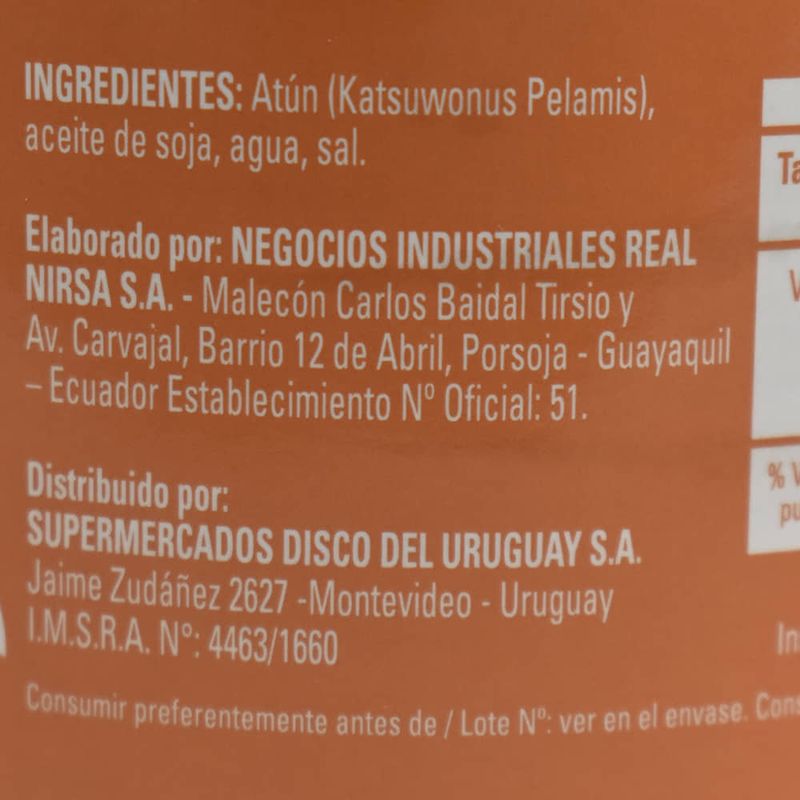 INGREDIENTES: Atún (Katsuwonus Pelamis),
aceite de soja, agua, sal.
Elaborado por: NEGOCIOS INDUSTRIALES REAL
NIRSA S.A. - Malecón Carlos Baidal Tirsio y
Av. Carvajal, Barrio 12 de Abril, Porsoja - Guayaquil
– Ecuador Establecimiento Nº Oficial: 51.
Distribuido por:
SUPERMERCADOS DISCO DEL URUGUAY S.A.
Jaime Zudáñez 2627 -Montevideo - Uruguay
I.M.S.R.A. Nº: 4463/1660
Consumir preferentemente antes de / Lote Nº: ver en el envase.